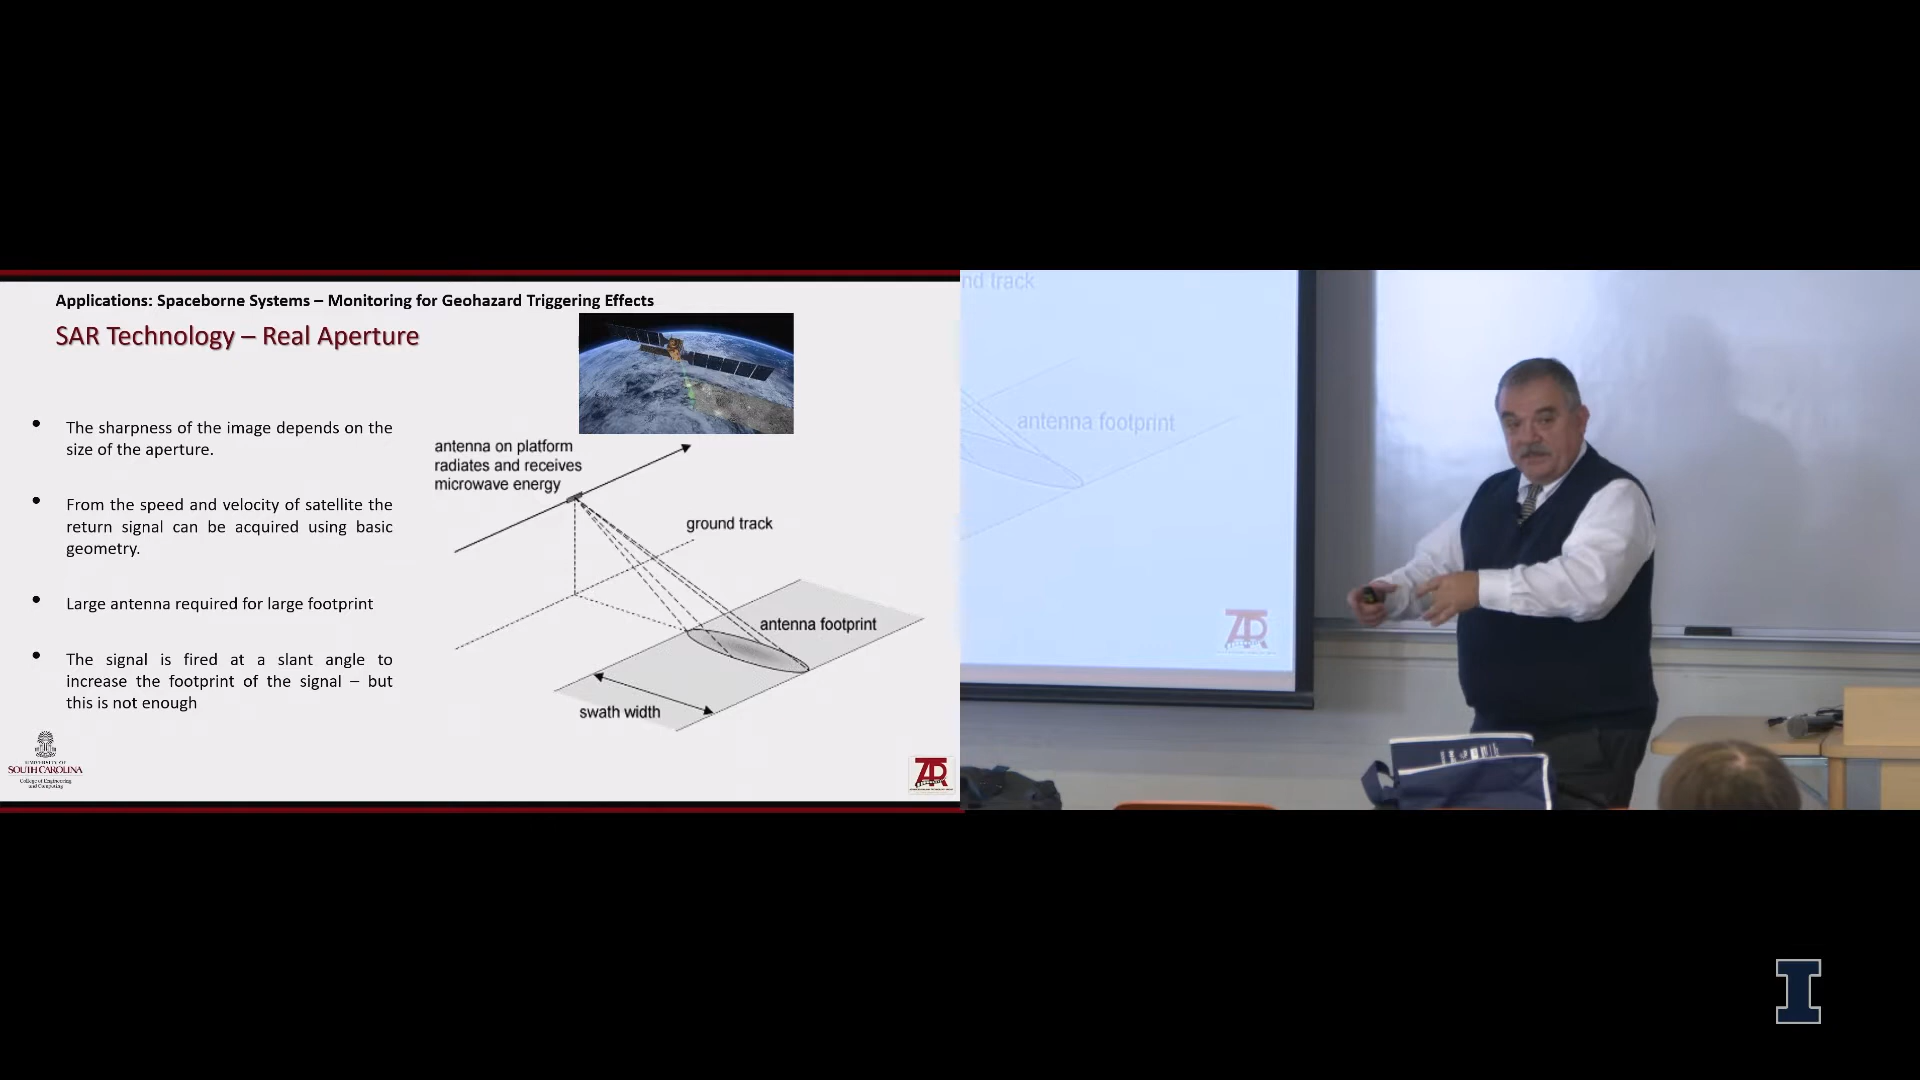 Applications: Spaceborne Systems – Monitoring for Geohazard Triggering Effects
SAR Technology – Real Aperture
• The sharpness of the image depends on the
size of the aperture.
• From the speed and velocity of satellite the
return signal can be acquired using basic
geometry.
• Large antenna required for large footprint
• The signal is fired at a slant angle to
increase the footprint of the signal – but
this is not enough
antenna on platform
radiates and receives
microwave energy
ground track
antenna footprint
swath width
UNIVERSITY OF
SOUTH CAROLINA
College of Engineering
and Computing
nd track
antenna footprint
I